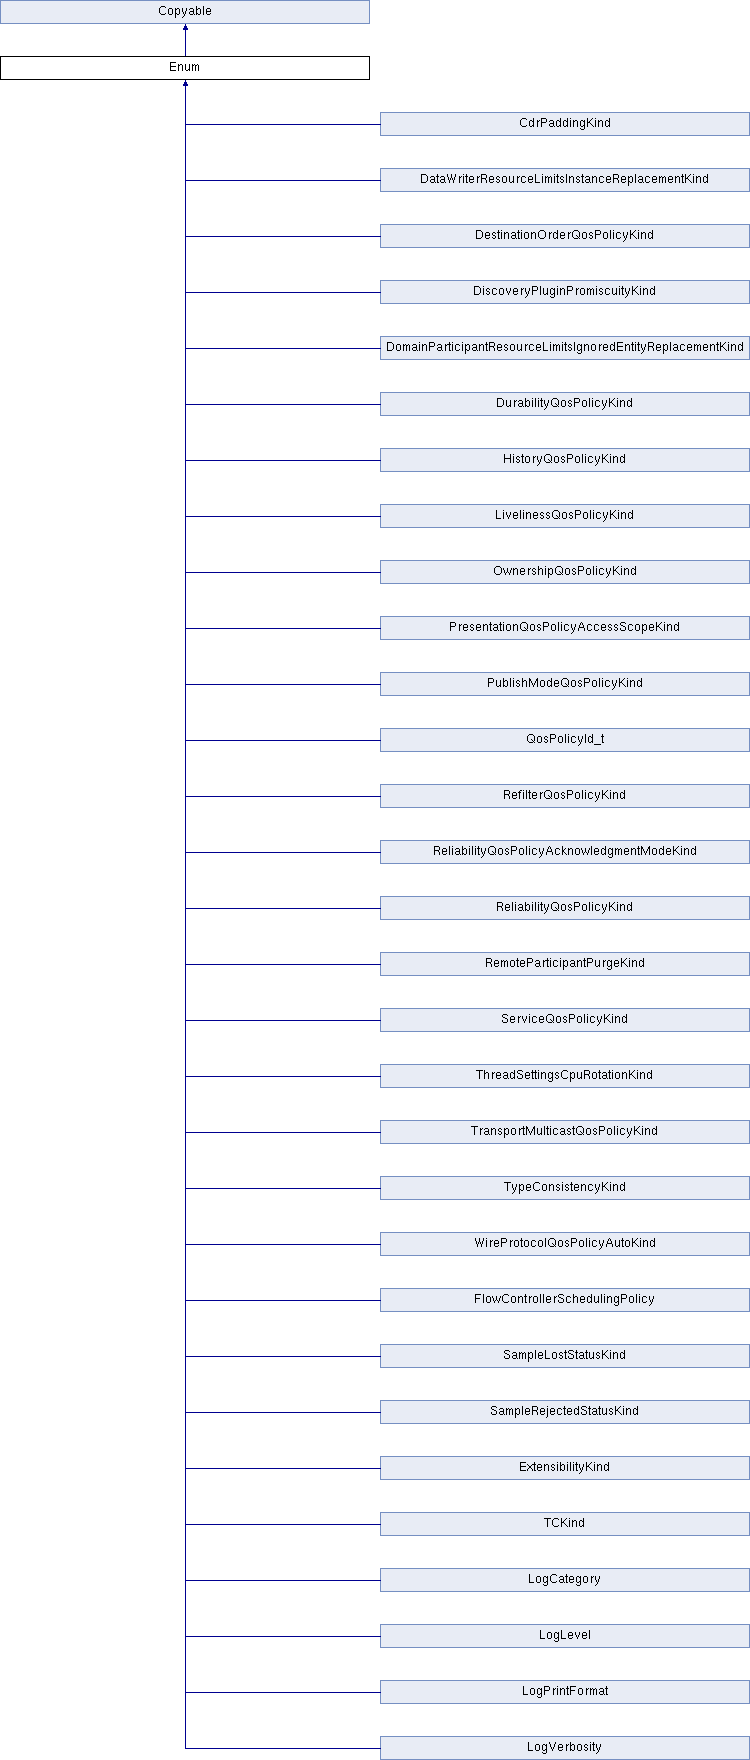 Copyable
Enum
CdrPaddingKind
DataWriterResourceLimitsInstanceReplacementKind
DestinationOrderQosPolicyKind
DiscoveryPluginPromiscuityKind
DomainParticipantResourceLimitsIgnoredEntityReplacementKind
DurabilityQosPolicyKind
HistoryQosPolicyKind
LivelinessQosPolicyKind
OwnershipQosPolicyKind
PresentationQosPolicyAccessScopeKind
PublishModeQosPolicyKind
QosPolicyId_t
RefilterQosPolicyKind
ReliabilityQosPolicyAcknowledgmentModeKind
ReliabilityQosPolicyKind
RemoteParticipantPurgeKind
ServiceQosPolicyKind
ThreadSettingsCpuRotationKind
TransportMulticastQosPolicyKind
TypeConsistencyKind
WireProtocolQosPolicyAutoKind
FlowControllerSchedulingPolicy
SampleLostStatusKind
SampleRejectedStatusKind
ExtensibilityKind
TCKind
LogCategory
LogLevel
LogPrintFormat
LogVerbosity